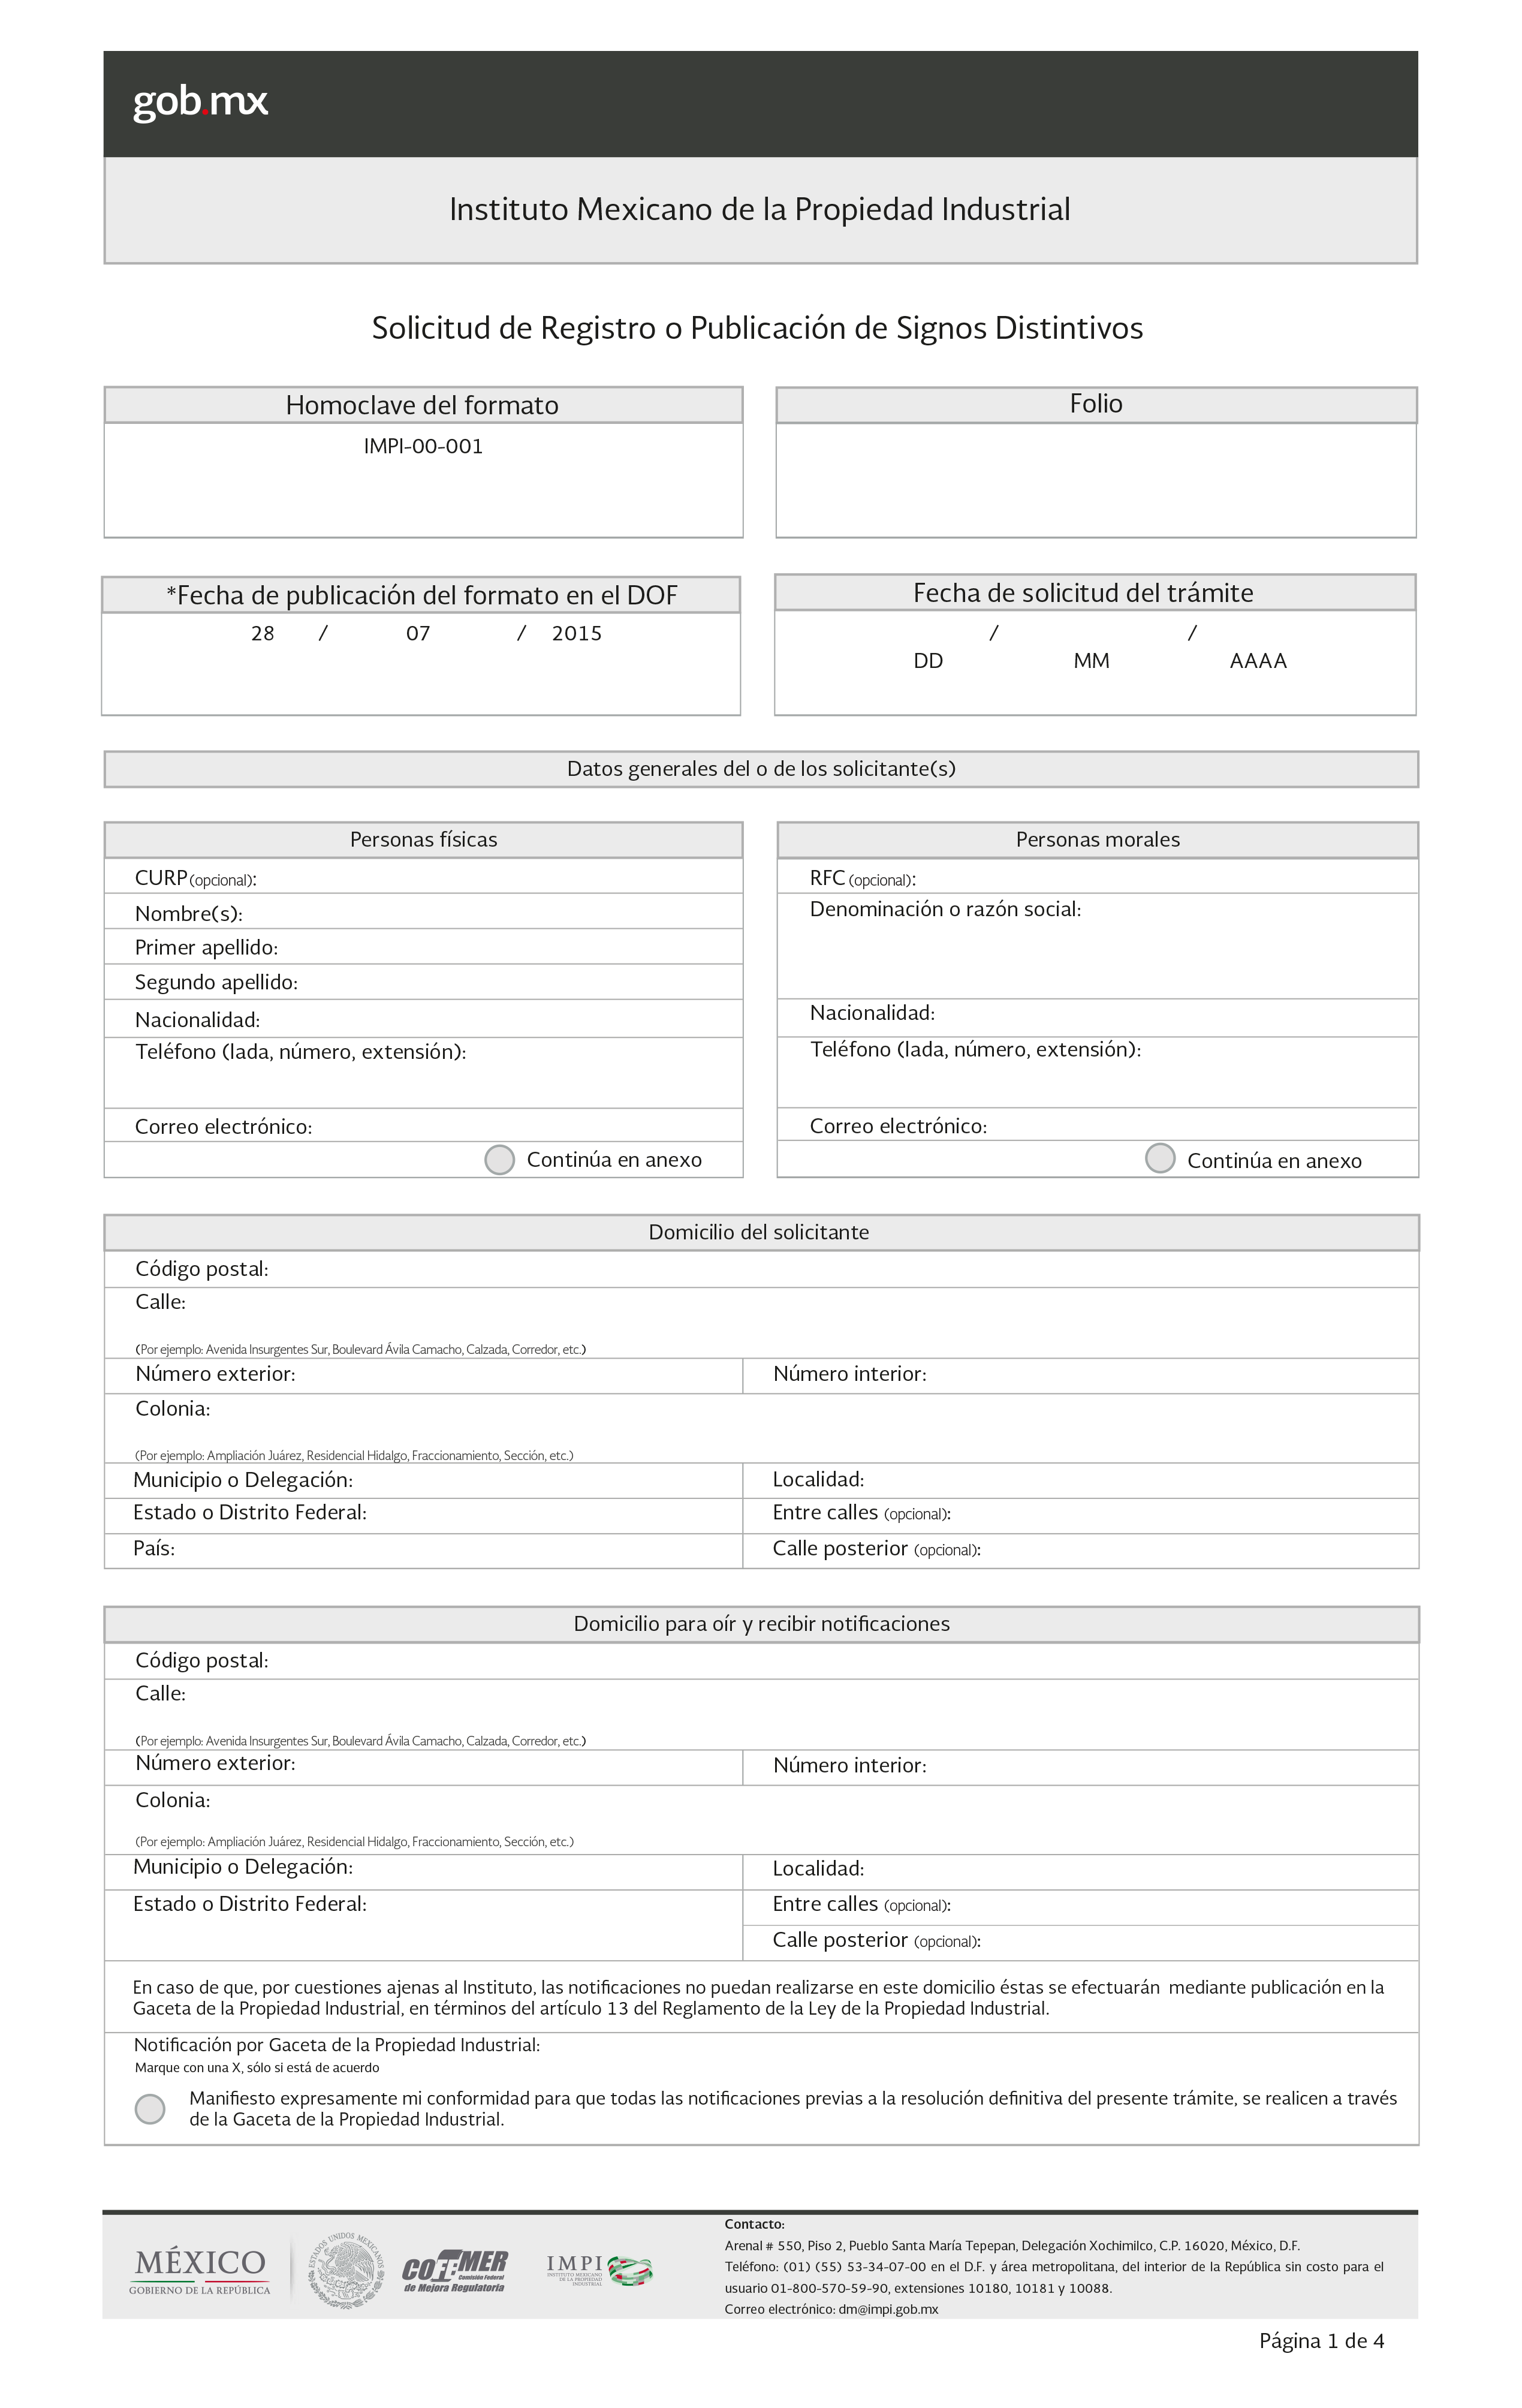 gob.mx
Instituto Mexicano de la Propiedad Industrial
Solicitud de Registro o Publicación de Signos Distintivos
Homoclave del formato
IMPI-00-001
Folio
*Fecha de publicación del formato en el DOF
28 / 07 / 2015
Fecha de solicitud del trámite
/ /
DD MM AAAA
Datos generales del o de los solicitante(s)
Personas físicas
CURP (opcional):
Nombre(s):
Primer apellido:
Segundo apellido:
Nacionalidad:
Teléfono (lada, número, extensión):
Correo electrónico:
Continúa en anexo
Personas morales
RFC (opcional):
Denominación o razón social:
Nacionalidad:
Teléfono (lada, número, extensión):
Correo electrónico:
Continúa en anexo
Domicilio del solicitante
Código postal:
Calle:
(Por ejemplo: Avenida Insurgentes Sur, Boulevard Ávila Camacho, Calzada, Corredor, etc.)
Número exterior:
Número interior:
Colonia:
(Por ejemplo: Ampliación Juárez, Residencial Hidalgo, Fraccionamiento, Sección, etc.)
Municipio o Delegación:
Localidad:
Estado o Distrito Federal:
Entre calles (opcional):
País:
Calle posterior (opcional):
Domicilio para oír y recibir notificaciones
Código postal:
Calle:
(Por ejemplo: Avenida Insurgentes Sur, Boulevard Ávila Camacho, Calzada, Corredor, etc.)
Número exterior:
Número interior:
Colonia:
(Por ejemplo: Ampliación Juárez, Residencial Hidalgo, Fraccionamiento, Sección, etc.)
Municipio o Delegación:
Localidad:
Estado o Distrito Federal:
Entre calles (opcional):
Calle posterior (opcional):
En caso de que, por cuestiones ajenas al Instituto, las notificaciones no puedan realizarse en este domicilio éstas se efectuarán mediante publicación en la
Gaceta de la Propiedad Industrial, en términos del artículo 13 del Reglamento de la Ley de la Propiedad Industrial.
Notificación por Gaceta de la Propiedad Industrial:
Marque con una X, sólo si está de acuerdo
Manifiesto expresamente mi conformidad para que todas las notificaciones previas a la resolución definitiva del presente trámite, se realicen a través
de la Gaceta de la Propiedad Industrial.
MÉXICO
GOBIERNO DE LA REPÚBLICA
ESTADOS UNIDOS MEXICANOS
COFEMER
Comisión Federal
de Mejora Regulatoria
IMPI
INSTITUTO MEXICANO
DE LA PROPIEDAD
INDUSTRIAL
Contacto:
Arenal # 550, Piso 2, Pueblo Santa María Tepepan, Delegación Xochimilco, C.P. 16020, México, D.F.
Teléfono: (01) (55) 53-34-07-00 en el D.F. y área metropolitana, del interior de la República sin costo para el
usuario 01-800-570-59-90, extensiones 10180, 10181 y 10088.
Correo electrónico: dm@impi.gob.mx
Página 1 de 4